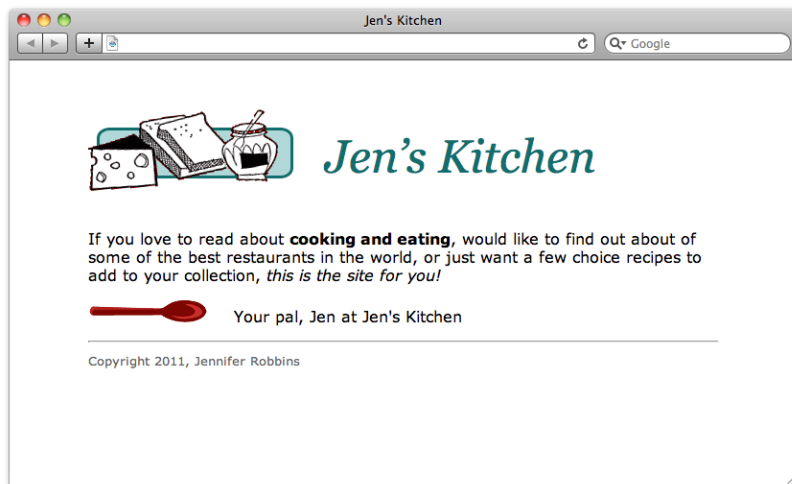 Jen's Kitchen
Google
Jen’s Kitchen
If you love to read about cooking and eating, would like to find out about of
some of the best restaurants in the world, or just want a few choice recipes to
add to your collection, this is the site for you!
Your pal, Jen at Jen's Kitchen
Copyright 2011, Jennifer Robbins